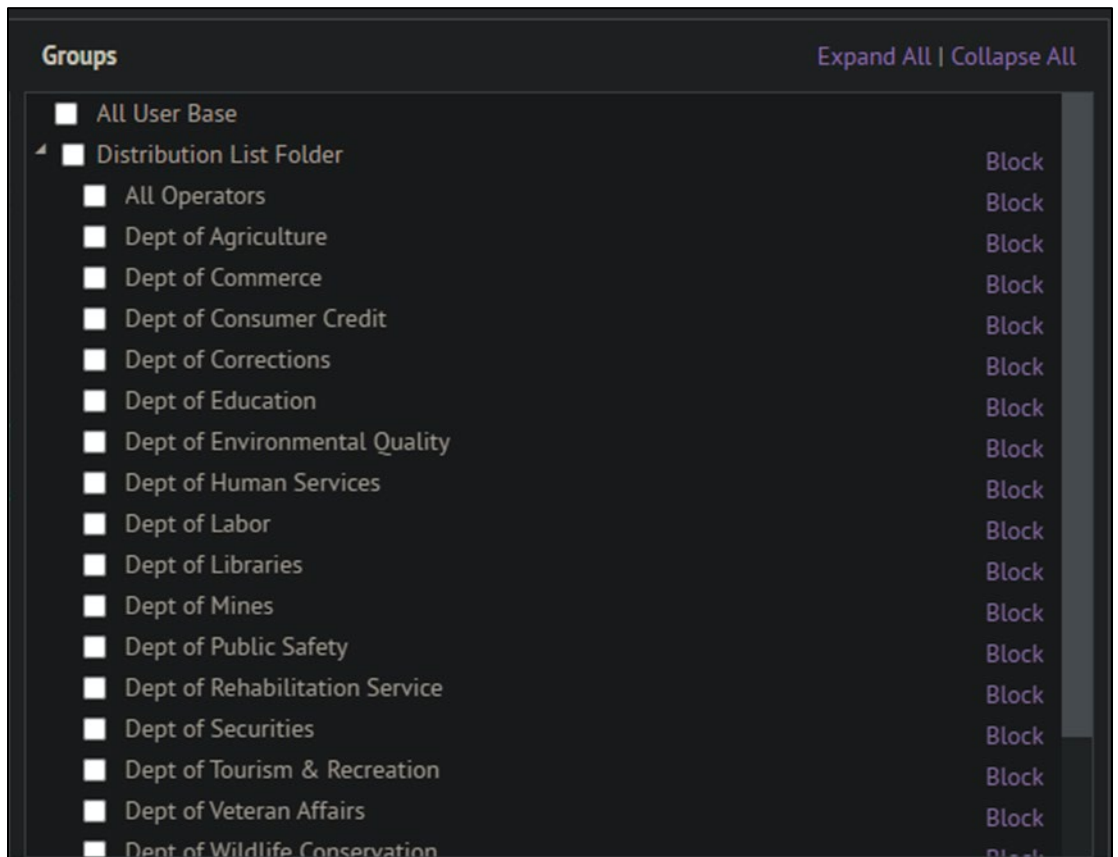 Groups Expand All | Collapse All
All User Base
Distribution List Folder Block
All Operators Block
Dept of Agriculture Block
Dept of Commerce Block
Dept of Consumer Credit Block
Dept of Corrections Block
Dept of Education Block
Dept of Environmental Quality Block
Dept of Human Services Block
Dept of Labor Block
Dept of Libraries Block
Dept of Mines Block
Dept of Public Safety Block
Dept of Rehabilitation Service Block
Dept of Securities Block
Dept of Tourism & Recreation Block
Dept of Veteran Affairs Block
Dept of Wildlife Conservation Block